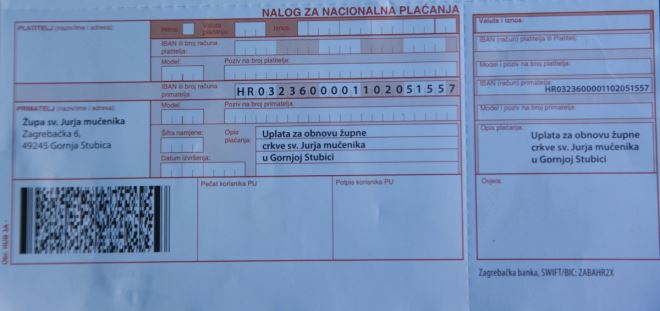 NALOG ZA NACIONALNA PLAĆANJA
PLATITELJ (naziv/ime i adresa):
Hitno:
Valuta plaćanja:
Iznos:
IBAN ili broj računa platitelja:
Model:
Poziv na broj platitelja:
IBAN ili broj računa primatelja:
HR0323600001102051557
PRIMATELJ (naziv/ime i adresa):
Župa sv. Jurja mučenika
Zagrebačka 6,
49245 Gornja Stubica
Model:
Poziv na broj primatelja:
Šifra namjene:
Opis plaćanja:
Uplata za obnovu župne
crkve sv. Jurja mučenika
u Gornjoj Stubici
Datum izvršenja:
Pečat korisnika PU
Potpis korisnika PU
Valuta i iznos:
IBAN (račun) platitelja ili Platitelj:
Model i poziv na broj platitelja:
IBAN (račun) primatelja:
HR0323600001102051557
Model i poziv na broj primatelja:
Opis plaćanja:
Uplata za obnovu župne
crkve sv. Jurja mučenika
u Gornjoj Stubici
Ovjera:
Zagrebačka banka, SWIFT/BIC: ZABAHR2X